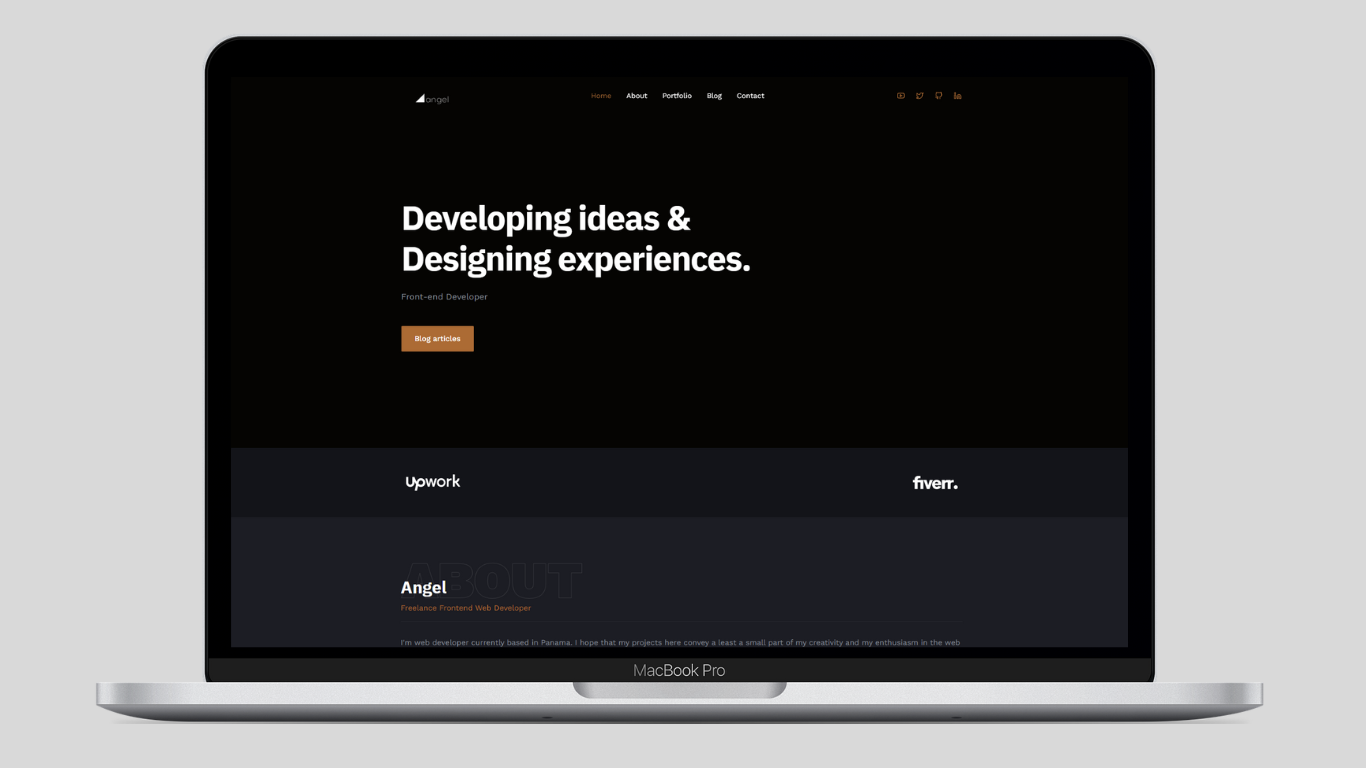 angel
Home About Portfolio Blog Contact
Developing ideas &
Designing experiences.
Front-end Developer
Blog articles
Upwork
fiverr.
ABOUT
Angel
Freelance Frontend Web Developer
I'm web developer currently based in Panama. I hope that my projects here convey a least a small part of my creativity and my enthusiasm in the web
MacBook Pro